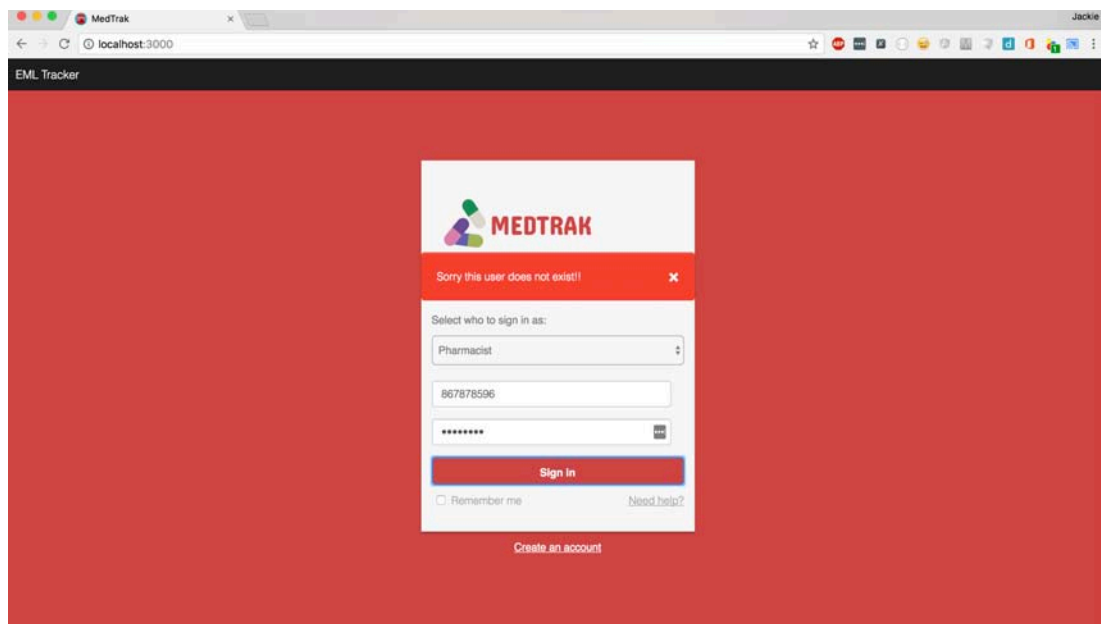 MedTrak
Jackie
localhost:3000
EML Tracker
MEDTRAK
Sorry this user does not exist!!
Select who to sign in as:
Pharmacist
867878596
••••••••
Sign in
Remember me
Need help?
Create an account